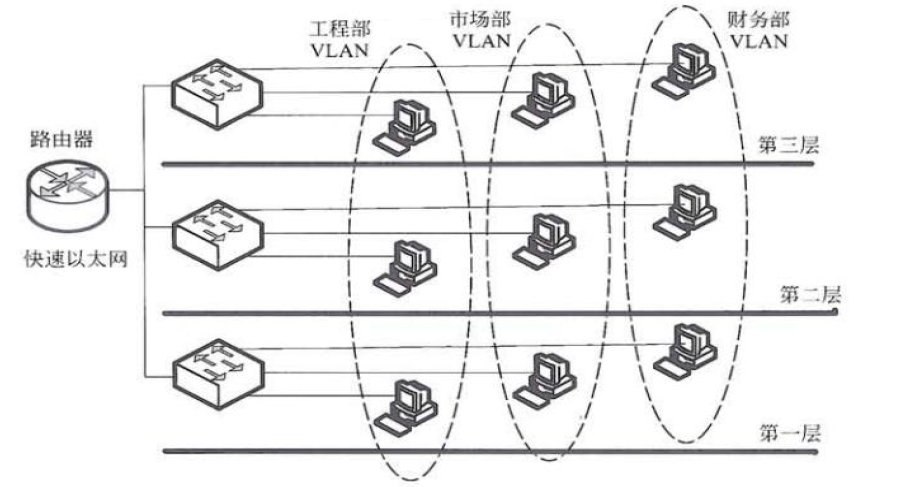 工程部
VLAN
市场部
VLAN
财务部
VLAN
路由器
第三层
快速以太网
第二层
第一层